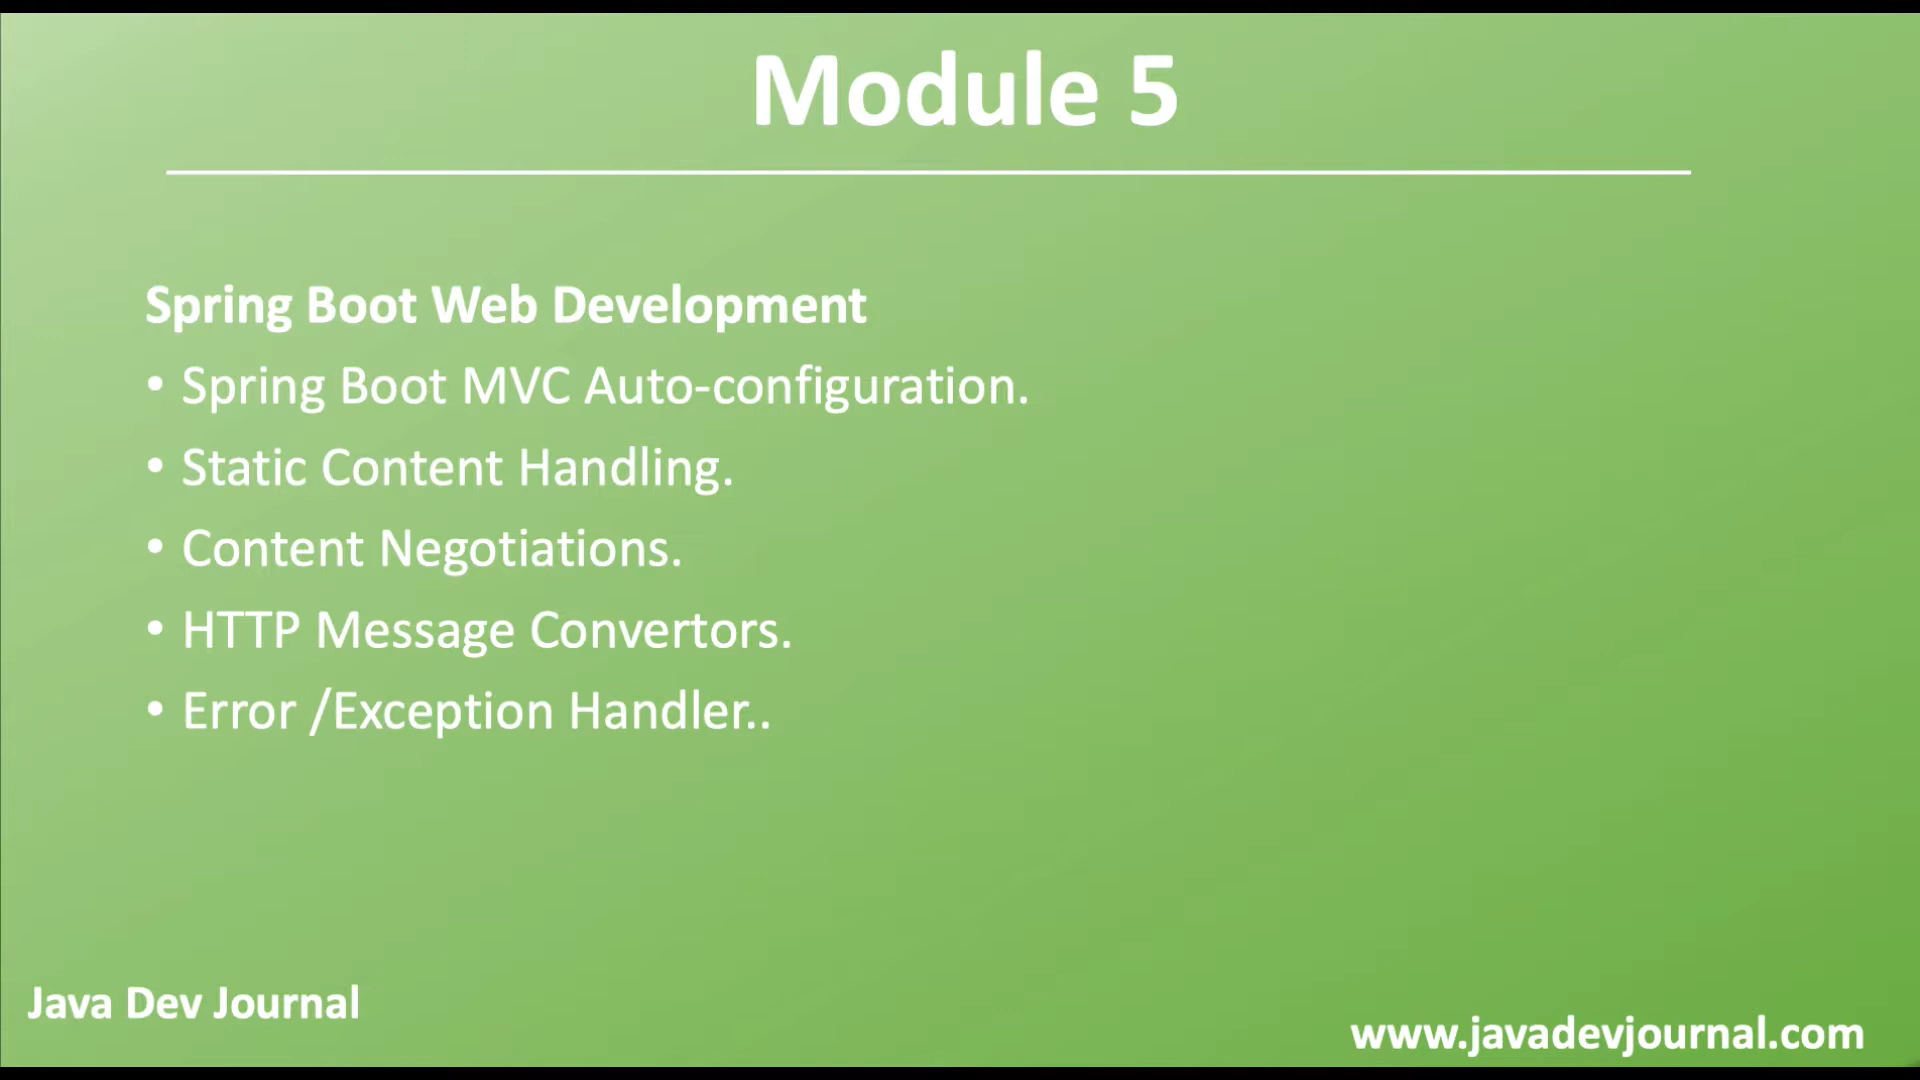 Module 5
Spring Boot Web Development
• Spring Boot MVC Auto-configuration.
• Static Content Handling.
• Content Negotiations.
• HTTP Message Convertors.
• Error /Exception Handler..
Java Dev Journal
www.javadevjournal.com